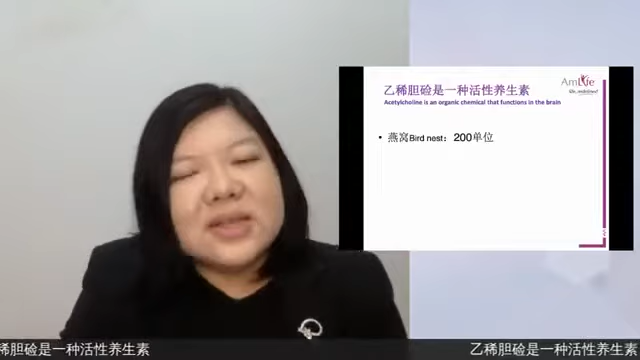 AmLife
乙稀胆硷是一种活性养生素
Acetylcholine is an organic chemical that functions in the brain
• 燕窝Bird nest：200单位
稀胆硷是一种活性养生素
乙稀胆硷是一种活性养生素